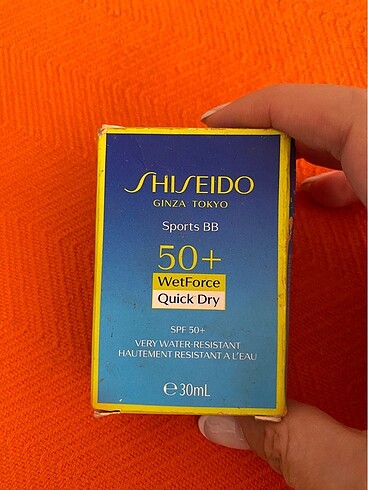 SHISEIDO
GINZA TOKYO
Sports BB
50+
WetForce
Quick Dry
SPF 50+
VERY WATER-RESISTANT
HAUTEMENT RESISTANT A L'EAU
℮30mL